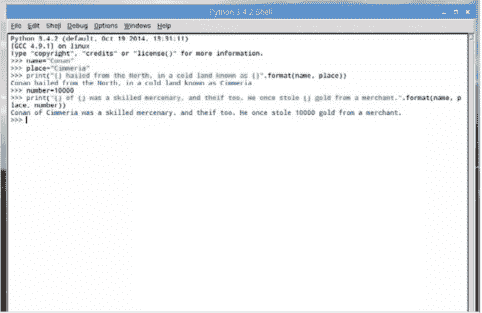 Python 3.4.2 Shell
File Edit Shell Debug Options Windows Help
Python 3.4.2 (default, Oct 19 2014, 13:31:11)
[GCC 4.9.1] on linux
Type "copyright", "credits" or "license()" for more information.
>>> name="Conan"
>>> place="Cimmeria"
>>> print("{} hailed from the North, in a cold land known as {}".format(name, place))
Conan hailed from the North, in a cold land known as Cimmeria
>>> number=10000
>>> print("{} of {} was a skilled mercenary, and theif too. He once stole {} gold from a merchant.".format(name, p
lace, number))
Conan of Cimmeria was a skilled mercenary, and theif too. He once stole 10000 gold from a merchant.
>>>